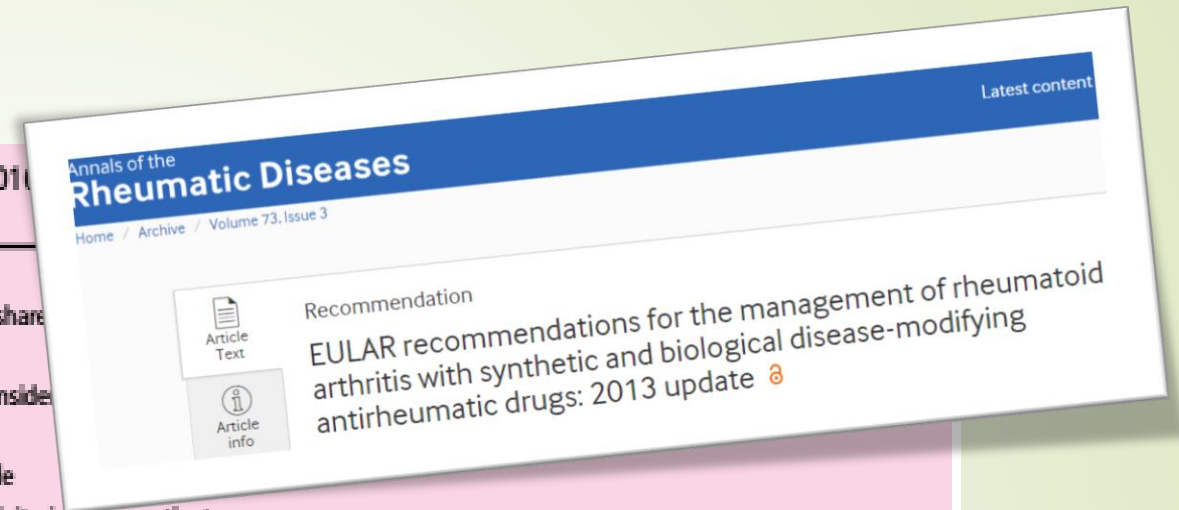 Latest content
Annals of the
Rheumatic Diseases
Home / Archive / Volume 73, Issue 3
Article
Text
Recommendation
EULAR recommendations for the management of rheumatoid
arthritis with synthetic and biological disease-modifying
antirheumatic drugs: 2013 update
Article
info
share